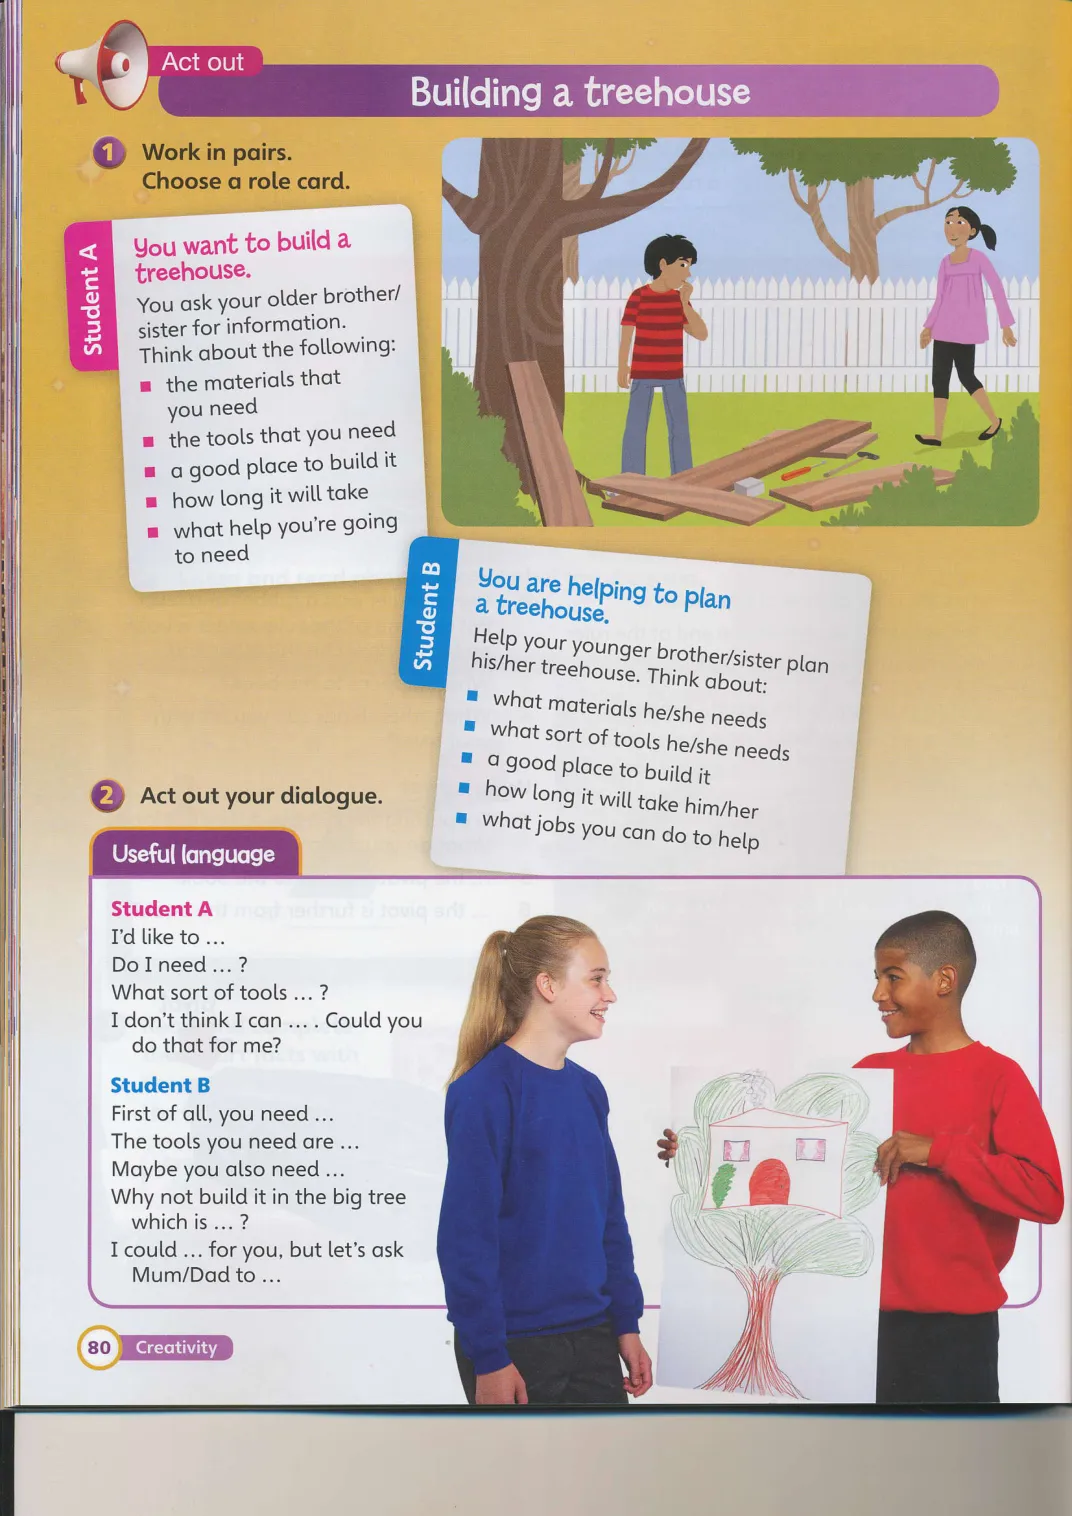 Act out
Building a treehouse
1 Work in pairs.
Choose a role card.
Student A
You want to build a
treehouse.
You ask your older brother/
sister for information.
Think about the following:
the materials that
you need
the tools that you need
a good place to build it
how long it will take
what help you're going
to need
Student B
You are helping to plan
a treehouse.
Help your younger brother/sister plan
his/her treehouse. Think about:
what materials he/she needs
what sort of tools he/she needs
a good place to build it
how long it will take him/her
what jobs you can do to help
2 Act out your dialogue.
Useful language
Student A
I'd like to ...
Do I need ... ?
What sort of tools ... ?
I don't think I can ... . Could you
do that for me?
Student B
First of all, you need ...
The tools you need are ...
Maybe you also need ...
Why not build it in the big tree
which is ... ?
I could ... for you, but let's ask
Mum/Dad to ...
80 Creativity